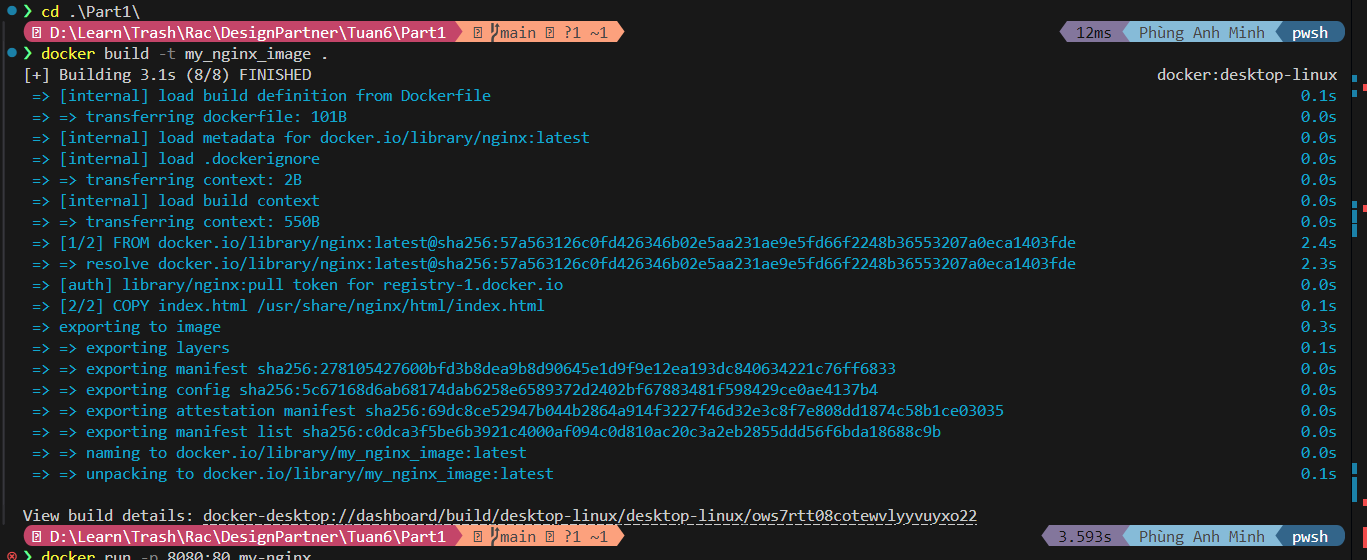 ❯ cd .\Part1\
D:\Learn\Trash\Rac\DesignPartner\Tuan6\Part1 main ?1 ~1 12ms Phùng Anh Minh pwsh
❯ docker build -t my_nginx_image .
[+] Building 3.1s (8/8) FINISHED docker:desktop-linux
=> [internal] load build definition from Dockerfile 0.1s
=> => transferring dockerfile: 101B 0.0s
=> [internal] load metadata for docker.io/library/nginx:latest 0.0s
=> [internal] load .dockerignore 0.0s
=> => transferring context: 2B 0.0s
=> [internal] load build context 0.0s
=> => transferring context: 550B 0.0s
=> [1/2] FROM docker.io/library/nginx:latest@sha256:57a563126c0fd426346b02e5aa231ae9e5fd66f2248b36553207a0eca1403fde 2.4s
=> => resolve docker.io/library/nginx:latest@sha256:57a563126c0fd426346b02e5aa231ae9e5fd66f2248b36553207a0eca1403fde 2.3s
=> [auth] library/nginx:pull token for registry-1.docker.io 0.0s
=> [2/2] COPY index.html /usr/share/nginx/html/index.html 0.1s
=> exporting to image 0.3s
=> => exporting layers 0.1s
=> => exporting manifest sha256:278105427600bfd3b8dea9b8d90645e1d9f9e12ea193dc840634221c76ff6833 0.0s
=> => exporting config sha256:5c67168d6ab68174dab6258e6589372d2402bf67883481f598429ce0ae4137b4 0.0s
=> => exporting attestation manifest sha256:69dc8ce52947b044b2864a914f3227f46d32e3c8f7e808dd1874c58b1ce03035 0.0s
=> => exporting manifest list sha256:c0dca3f5be6b3921c4000af094c0d810ac20c3a2eb2855ddd56f6bda18688c9b 0.0s
=> => naming to docker.io/library/my_nginx_image:latest 0.0s
=> => unpacking to docker.io/library/my_nginx_image:latest 0.1s
View build details: docker-desktop://dashboard/build/desktop-linux/desktop-linux/ows7rtt08cotewvlyyvuyxo22
D:\Learn\Trash\Rac\DesignPartner\Tuan6\Part1 main ?1 ~1 3.593s Phùng Anh Minh pwsh
❯ docker run -p 8080:80 my-nginx